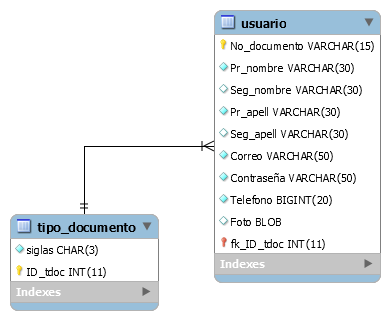 usuario
No_documento VARCHAR(15)
Pr_nombre VARCHAR(30)
Seg_nombre VARCHAR(30)
Pr_apell VARCHAR(30)
Seg_apell VARCHAR(30)
Correo VARCHAR(50)
Contraseña VARCHAR(50)
Telefono BIGINT(20)
Foto BLOB
fk_ID_tdoc INT(11)
Indexes
tipo_documento
siglas CHAR(3)
ID_tdoc INT(11)
Indexes